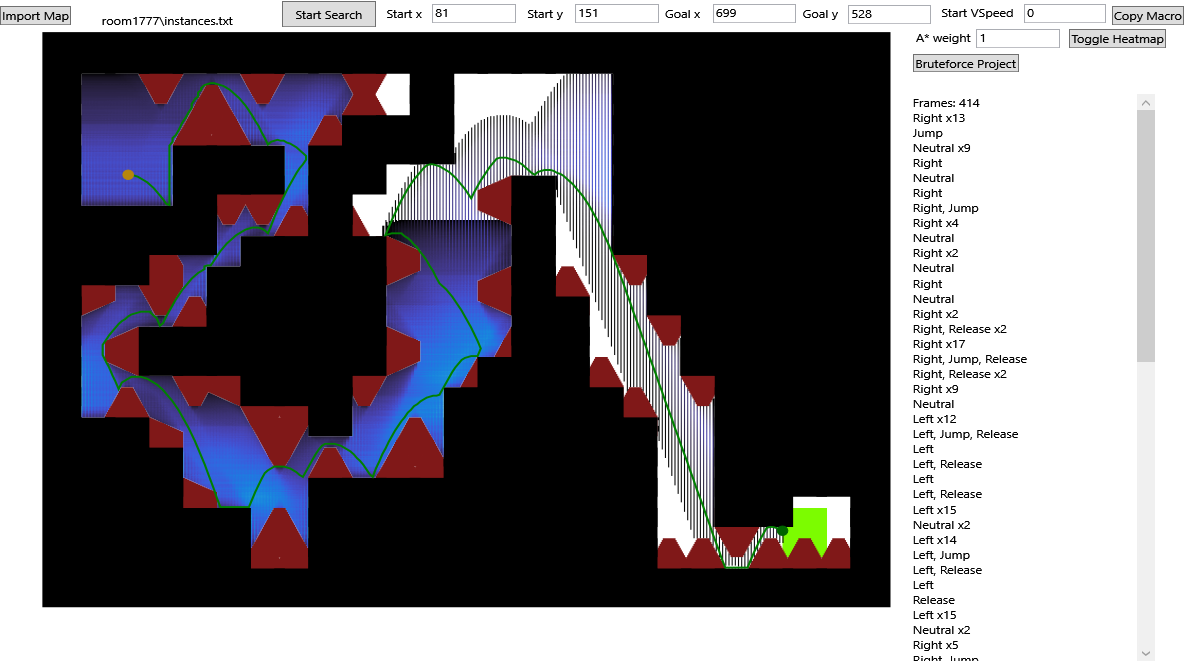 Import Map
room1777\instances.txt
Start Search
Start x 81
Start y 151
Goal x 699
Goal y 528
Start VSpeed 0
Copy Macro
A* weight 1
Toggle Heatmap
Bruteforce Project
Frames: 414
Right x13
Jump
Neutral x9
Right
Neutral
Right
Right, Jump
Right x4
Neutral
Right x2
Neutral
Right
Neutral
Right x2
Right, Release x2
Right x17
Right, Jump, Release
Right, Release x2
Right x9
Neutral
Left x12
Left, Jump, Release
Left
Left, Release
Left
Left, Release
Left x15
Neutral x2
Left x14
Left, Jump
Left, Release
Left
Release
Left x15
Neutral x2
Right x5
Right, Jump